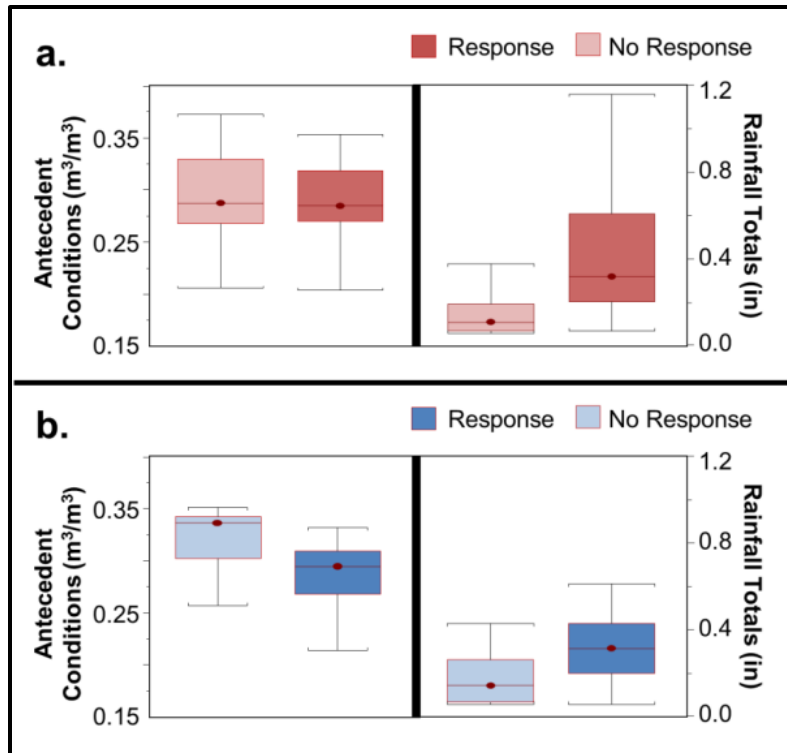 a.
Response
No Response
Antecedent
Conditions (m³/m³)
0.35
0.25
0.15
1.2
0.8
0.4
0.0
Rainfall Totals (in)
b.
Response
No Response
Antecedent
Conditions (m³/m³)
0.35
0.25
0.15
1.2
0.8
0.4
0.0
Rainfall Totals (in)